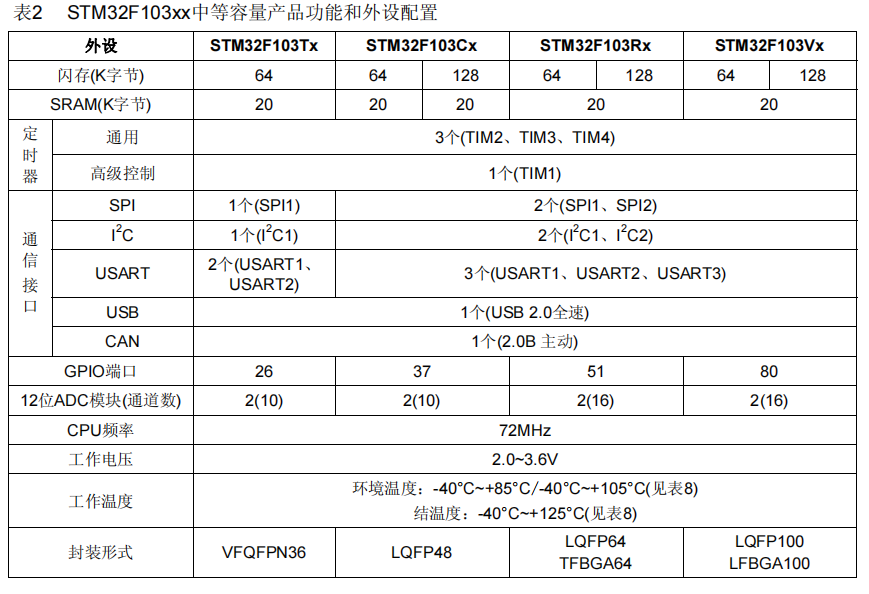 表2 STM32F103xx中等容量产品功能和外设配置
外设 STM32F103Tx STM32F103Cx STM32F103Rx STM32F103Vx
闪存(K字节) 64 64 128 64 128 64 128
SRAM(K字节) 20 20 20 20 20
定时器 通用 3个(TIM2、TIM3、TIM4)
高级控制 1个(TIM1)
通信接口 SPI 1个(SPI1) 2个(SPI1、SPI2)
I2C 1个(I2C1) 2个(I2C1、I2C2)
USART 2个(USART1、
USART2) 3个(USART1、USART2、USART3)
USB 1个(USB 2.0全速)
CAN 1个(2.0B 主动)
GPIO端口 26 37 51 80
12位ADC模块(通道数) 2(10) 2(10) 2(16) 2(16)
CPU频率 72MHz
工作电压 2.0~3.6V
工作温度 环境温度：-40°C~+85°C/-40°C~+105°C(见表8)
结温度：-40°C~+125°C(见表8)
封装形式 VFQFPN36 LQFP48 LQFP64 LQFP100
TFBGA64 LFBGA100